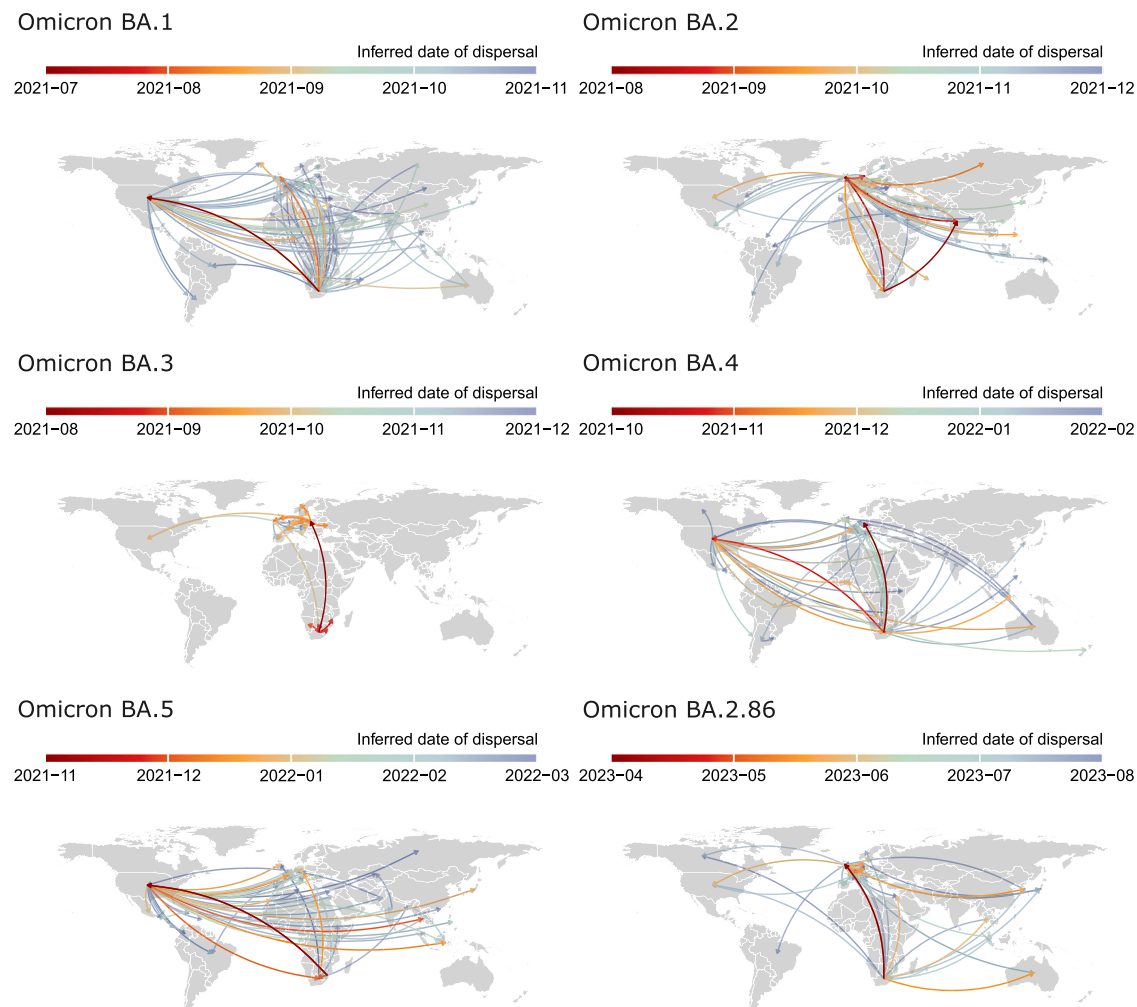 Omicron BA.1
Inferred date of dispersal
2021−07 2021−08 2021−09 2021−10 2021−11
Omicron BA.2
Inferred date of dispersal
2021−08 2021−09 2021−10 2021−11 2021−12
Omicron BA.3
Inferred date of dispersal
2021−08 2021−09 2021−10 2021−11 2021−12
Omicron BA.4
Inferred date of dispersal
2021−10 2021−11 2021−12 2022−01 2022−02
Omicron BA.5
Inferred date of dispersal
2021−11 2021−12 2022−01 2022−02 2022−03
Omicron BA.2.86
Inferred date of dispersal
2023−04 2023−05 2023−06 2023−07 2023−08